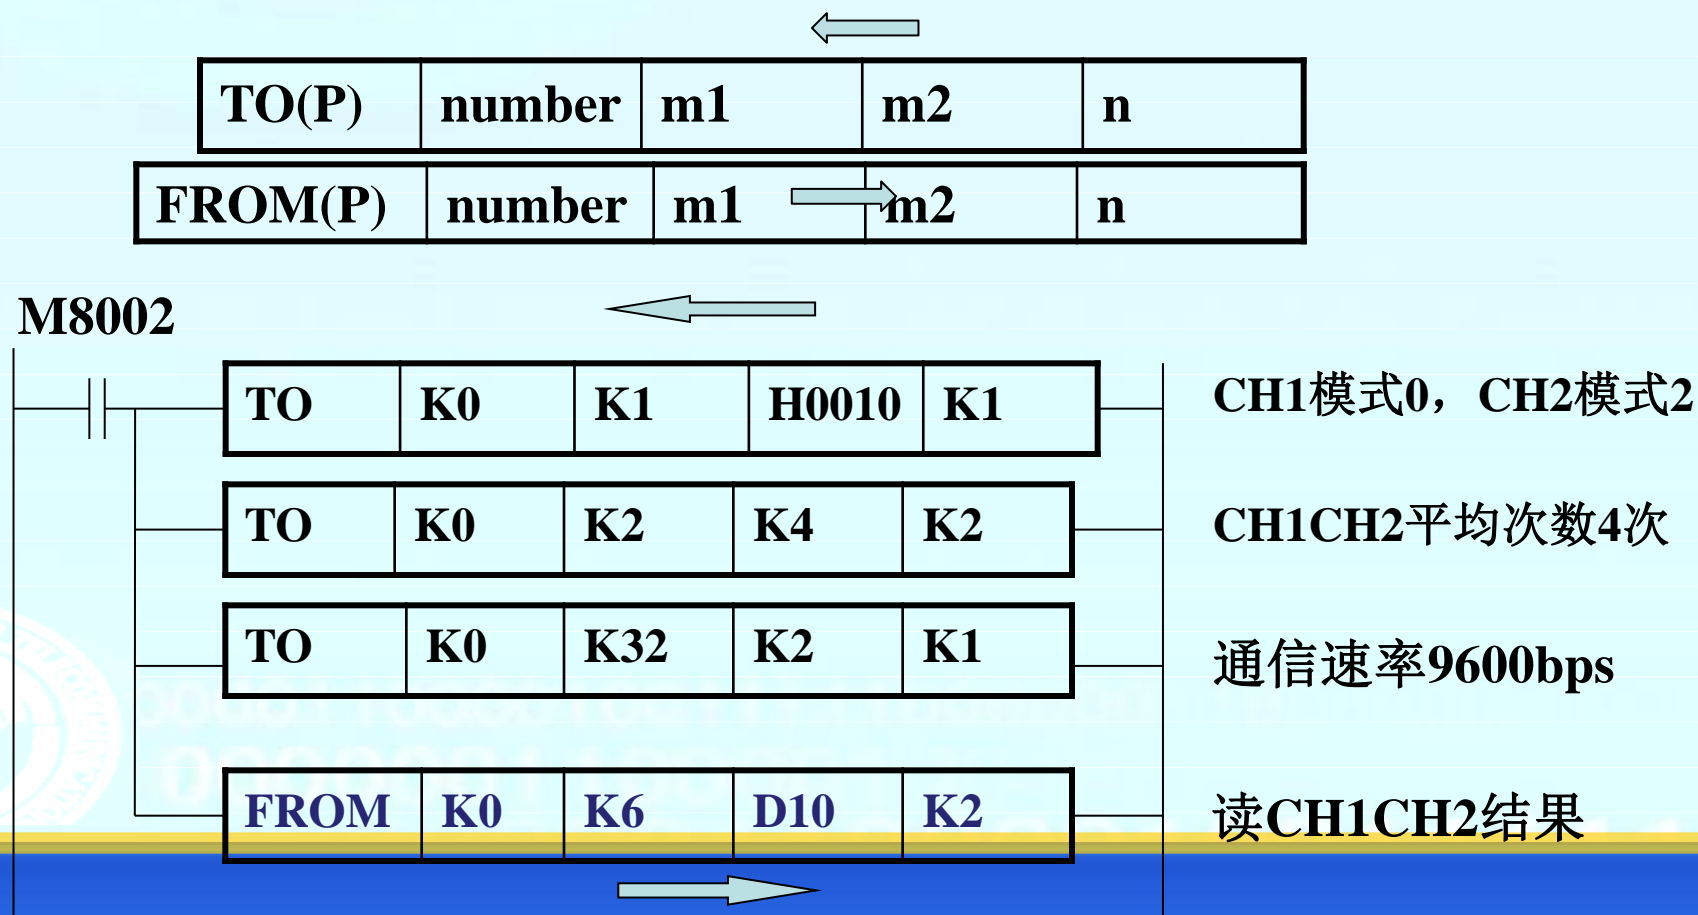 TO(P) number m1 m2 n
FROM(P) number m1 m2 n
M8002
TO K0 K1 H0010 K1 CH1模式0，CH2模式2
TO K0 K2 K4 K2 CH1CH2平均次数4次
TO K0 K32 K2 K1 通信速率9600bps
FROM K0 K6 D10 K2 读CH1CH2结果